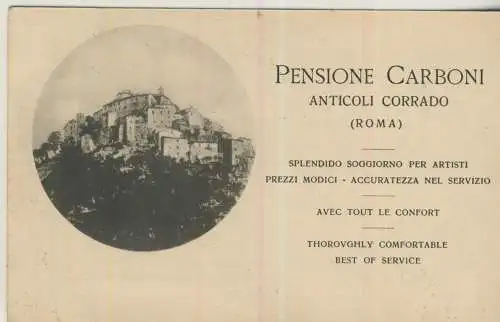 PENSIONE CARBONI
ANTICOLI CORRADO
(ROMA)
SPLENDIDO SOGGIORNO PER ARTISTI
PREZZI MODICI - ACCURATEZZA NEL SERVIZIO
AVEC TOUT LE CONFORT
THOROVGHLY COMFORTABLE
BEST OF SERVICE